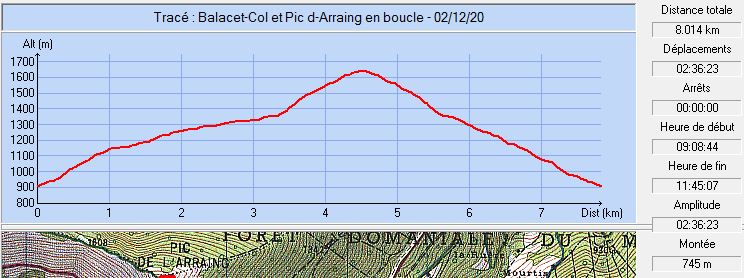 Tracé : Balacet-Col et Pic d-Arraing en boucle - 02/12/20
Alt (m)
1700
1600
1500
1400
1300
1200
1100
1000
900
800
0 1 2 3 4 5 6 7 Dist (km)
Distance totale
8.014 km
Déplacements
02:36:23
Arrêts
00:00:00
Heure de début
09:08:44
Heure de fin
11:45:07
Amplitude
02:36:23
Montée
745 m
FORÊT DOMANIALE DU M
PIC
DE L'ARRAING
Mourtis